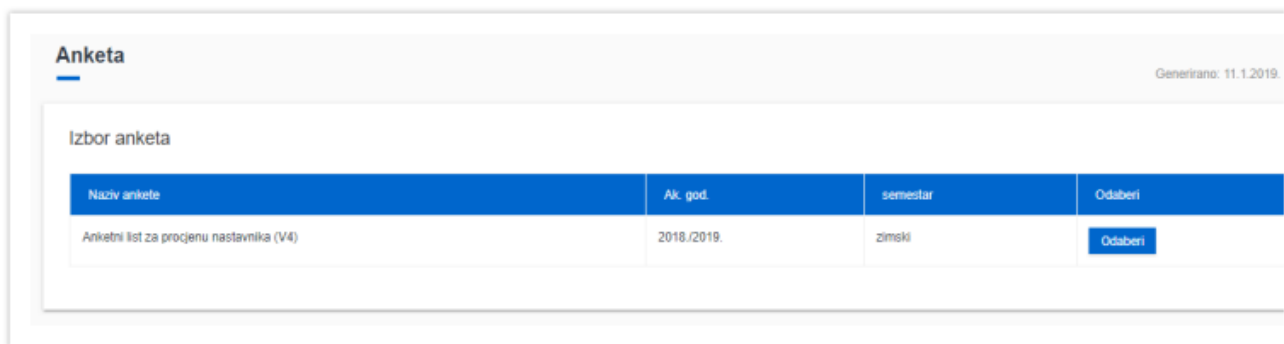 Anketa
Generirano: 11.1.2019.
Izbor anketa
Naziv ankete Ak. god. semestar Odaberi
Anketni list za procjenu nastavnika (V4) 2018./2019. zimski Odaberi